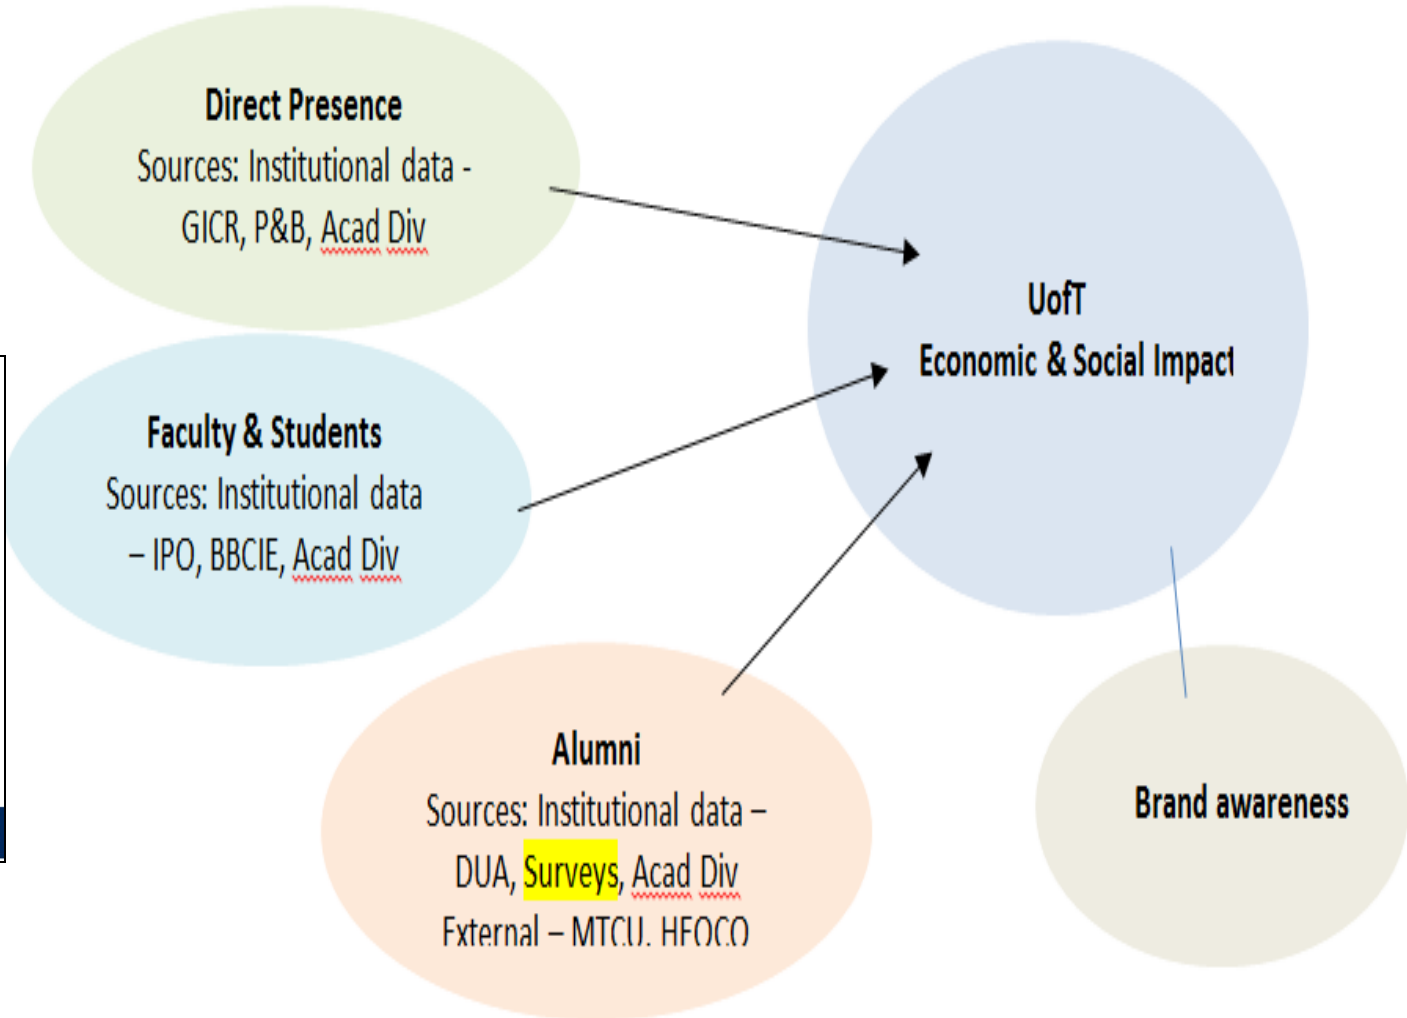 Direct Presence
Sources: Institutional data -
GICR, P&B, Acad Div
UofT
Economic & Social Impact
Faculty & Students
Sources: Institutional data
– IPO, BBCIE, Acad Div
Alumni
Sources: Institutional data –
DUA, Surveys, Acad Div
External – MTCU,
Brand awareness